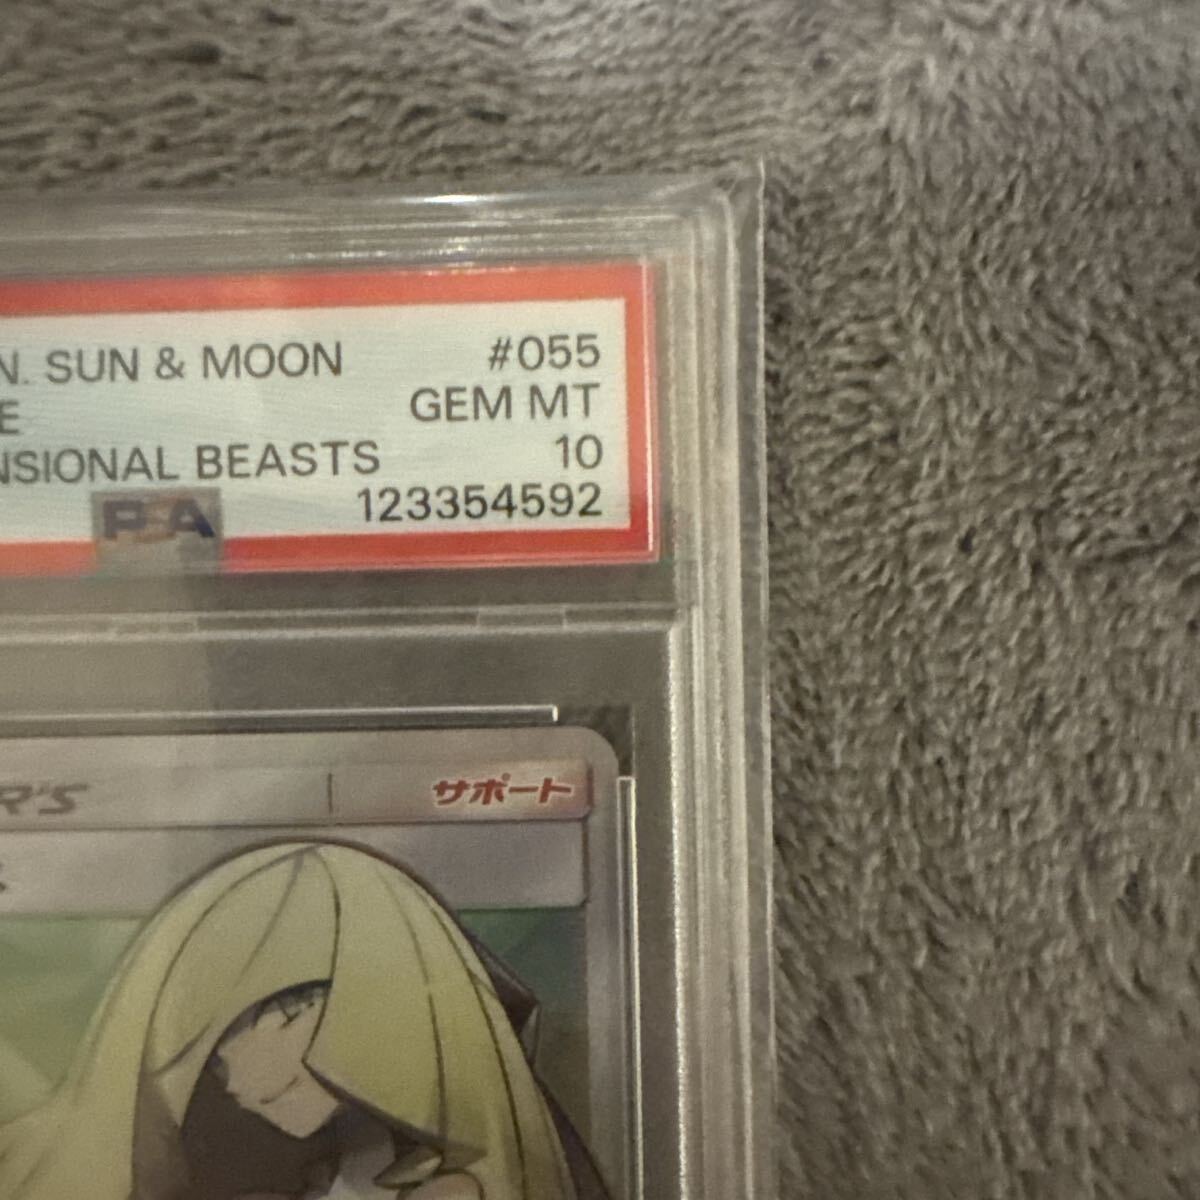 N. SUN & MOON #055
E GEM MT
NSIONAL BEASTS 10
PSA 123354592
R'S サポート